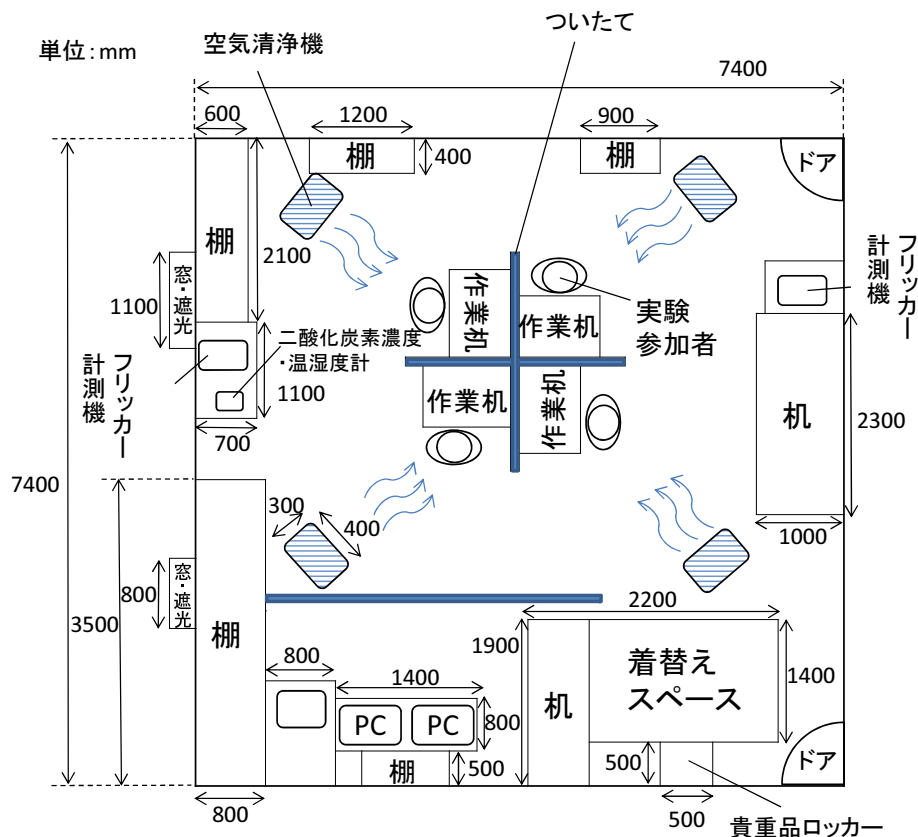 単位:mm
空気清浄機
ついたて
7400
600
1200
900
棚
400
棚
ドア
棚
2100
フリッカー
計測機
1100
窓・遮光
作業机
作業机
実験
参加者
二酸化炭素濃度
・温湿度計
フリッカー
計測機
1100
作業机
作業机
机
2300
700
7400
300
400
1000
800
窓・遮光
3500
棚
2200
1900
着替え
スペース
1400
800
1400
机
PC
PC
800
棚
500
500
ドア
800
500
貴重品ロッカー